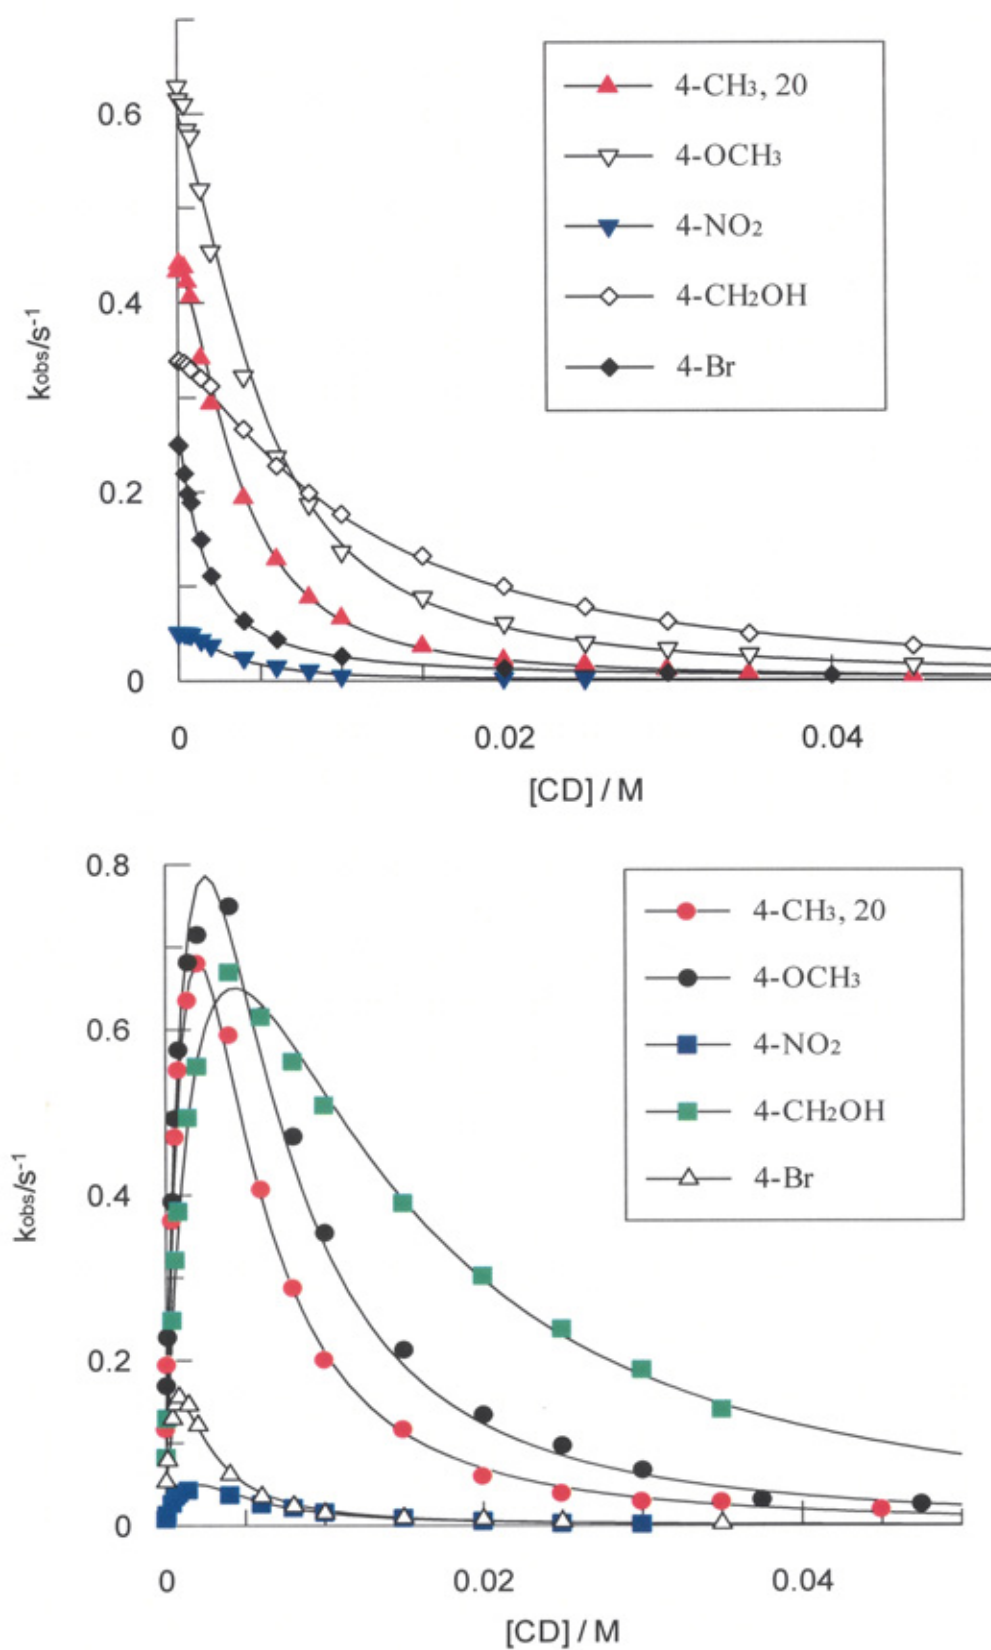 0.6
0.4
0.2
0
kobs/s-1
4-CH3, 20
4-OCH3
4-NO2
4-CH2OH
4-Br
0
0.02
0.04
[CD] / M
0.8
0.6
0.4
0.2
0
kobs/s-1
4-CH3, 20
4-OCH3
4-NO2
4-CH2OH
4-Br
0
0.02
0.04
[CD] / M